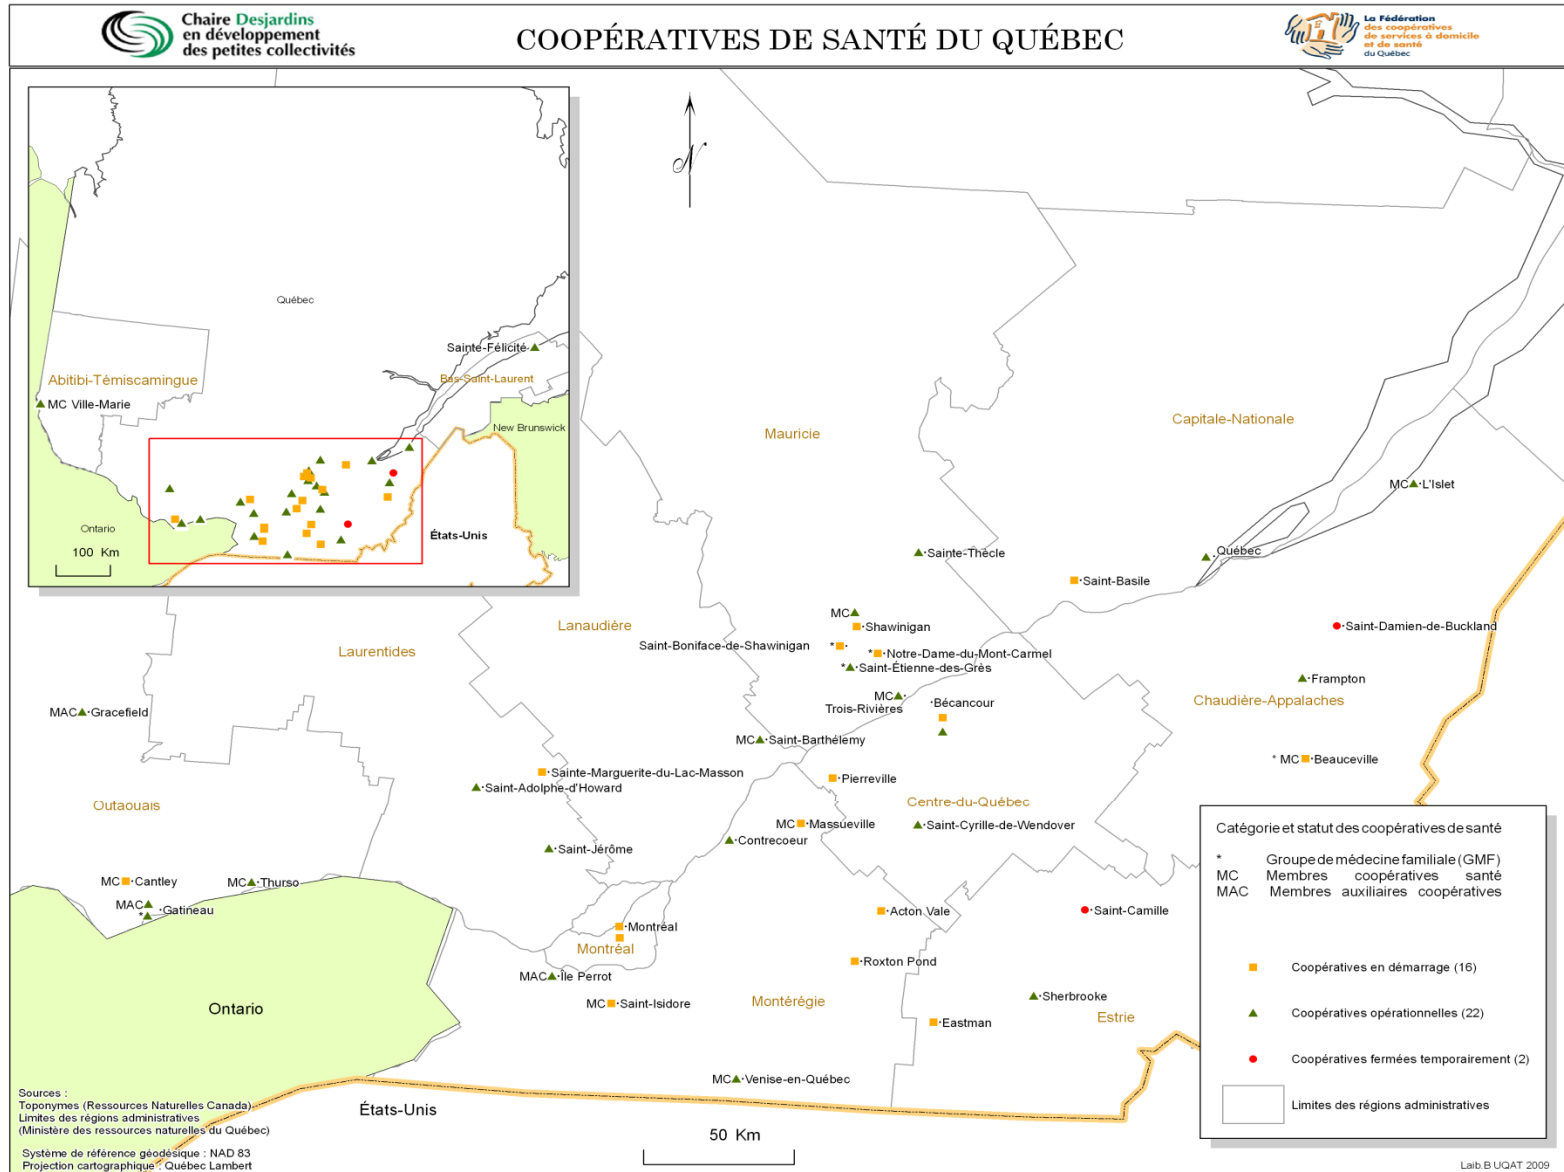 Chaire Desjardins
en développement
des petites collectivités
COOPÉRATIVES DE SANTÉ DU QUÉBEC
La Fédération
des coopératives
de services à domicile
et de santé
du Québec
N
Québec
Sainte-Félicité
Abitibi-Témiscamingue
Bas-Saint-Laurent
MC Ville-Marie
New Brunswick
Ontario
États-Unis
100 Km
Mauricie
Capitale-Nationale
MC L'Islet
Sainte-Thècle
Québec
Saint-Basile
MC
Lanaudière
Shawinigan
Saint-Damien-de-Buckland
Laurentides
Saint-Boniface-de-Shawinigan *
* Notre-Dame-du-Mont-Carmel
* Saint-Étienne-des-Grès
Frampton
MC
Trois-Rivières
Bécancour
Chaudière-Appalaches
MAC Gracefield
MC Saint-Barthélemy
* MC Beauceville
Sainte-Marguerite-du-Lac-Masson
Pierreville
Saint-Adolphe-d'Howard
Outaouais
Centre-du-Québec
MC Massueville
Saint-Cyrille-de-Wendover
Contrecoeur
Saint-Jérôme
MC Cantley
MC Thurso
MAC
* Gatineau
Acton Vale
Saint-Camille
Montréal
Montréal
Roxton Pond
MAC Île Perrot
MC Saint-Isidore
Montérégie
Sherbrooke
Ontario
Eastman
Estrie
MC Venise-en-Québec
États-Unis
50 Km
Catégorie et statut des coopératives de santé
* Groupe de médecine familiale (GMF)
MC Membres coopératives santé
MAC Membres auxiliaires coopératives
Coopératives en démarrage (16)
Coopératives opérationnelles (22)
Coopératives fermées temporairement (2)
Limites des régions administratives
Sources :
Toponymes (Ressources Naturelles Canada)
Limites des régions administratives
(Ministère des ressources naturelles du Québec)
Système de référence géodésique : NAD 83
Projection cartographique : Québec Lambert
Laib.B UQAT 2009